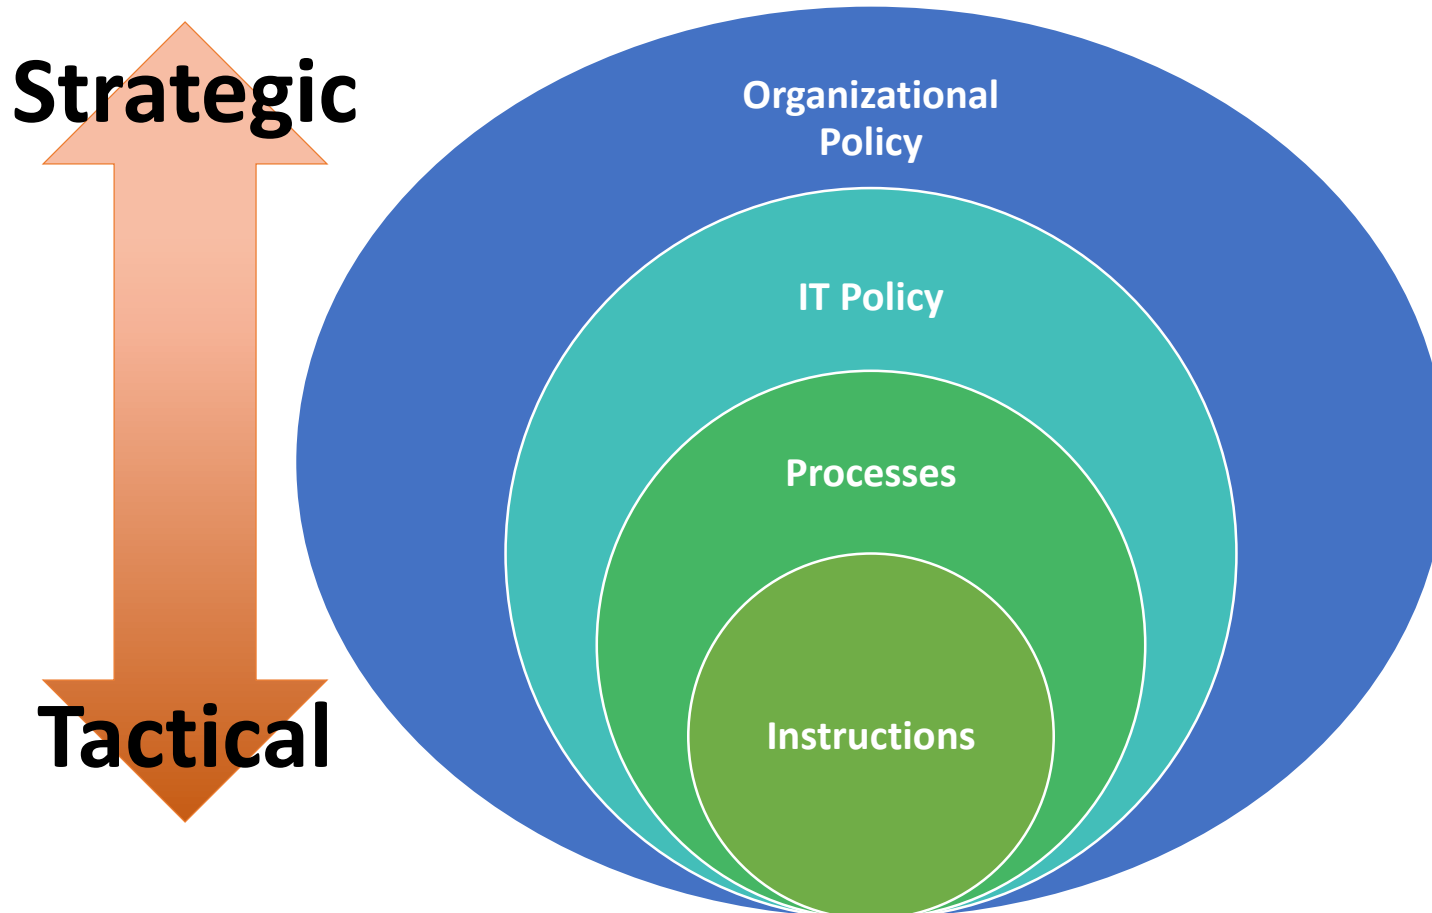 Strategic
Organizational
Policy
IT Policy
Processes
Instructions
Tactical